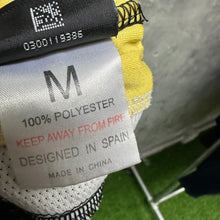 0300119386
M
100% POLYESTER
KEEP AWAY FROM FIRE
DESIGNED IN SPAIN
MADE IN CHINA